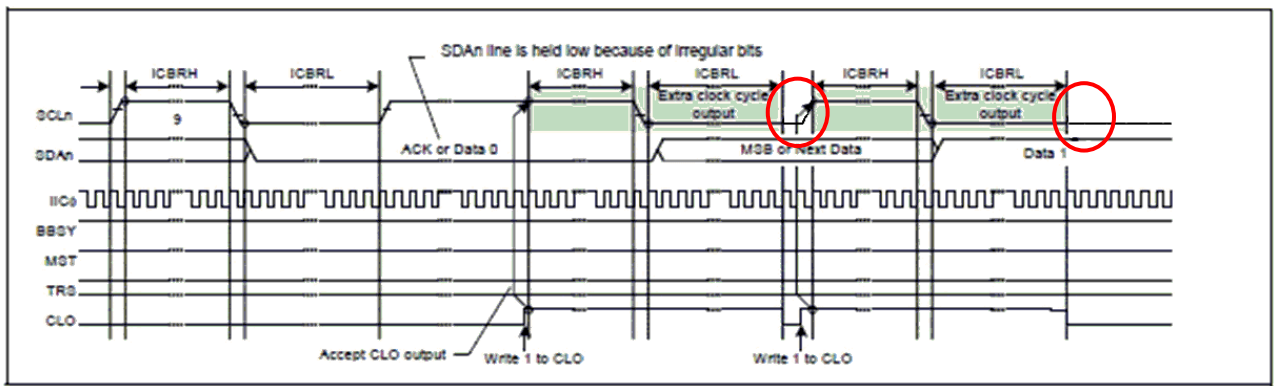 SDAn line is held low because of irregular bits
ICBRH ICBRL ICBRH ICBRL ICBRH ICBRL
Extra clock cycle output Extra clock cycle output
SCLn 9
SDAn ACK or Data 0 MSB or Next Data Data 1
IICφ
BBSY
MST
TRS
CLO
Accept CLO output Write 1 to CLO Write 1 to CLO